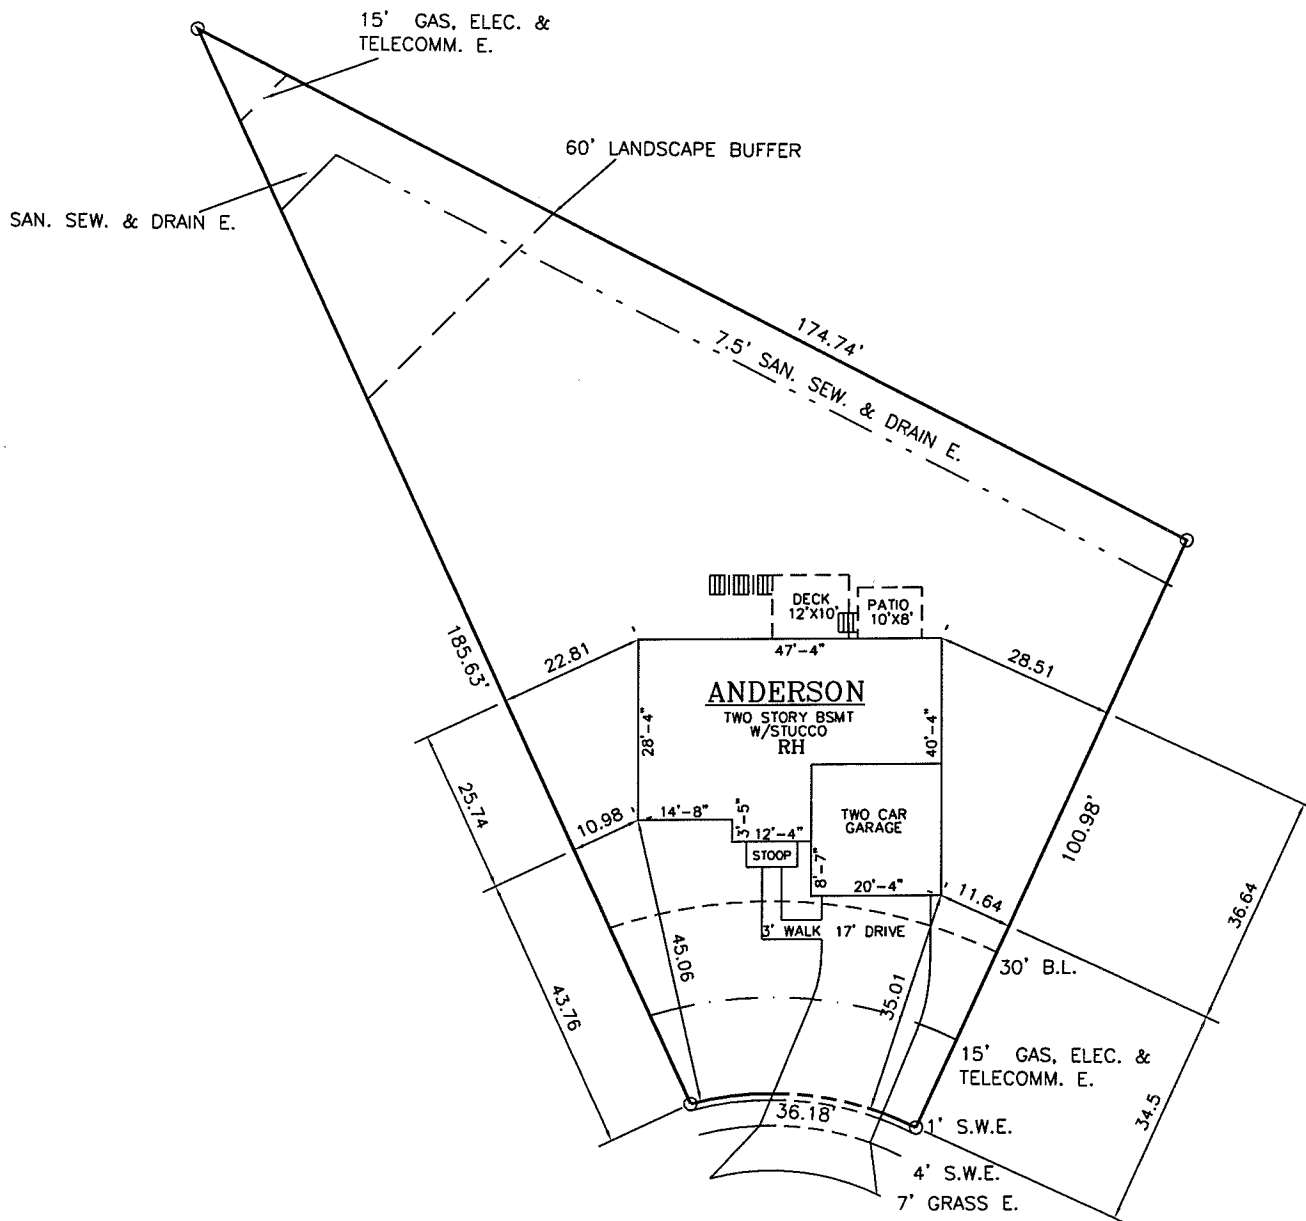 15' GAS, ELEC. &
TELECOMM. E.
60' LANDSCAPE BUFFER
SAN. SEW. & DRAIN E.
174.74'
7.5' SAN. SEW. & DRAIN E.
DECK
12'X10'
PATIO
10'X8'
47'-4"
185.63'
22.81'
28.51'
ANDERSON
TWO STORY BSMT
W/STUCCO
RH
28'-4"
40'-4"
25.74
10.98'
14'-8"
3'-5"
12'-4"
STOOP
TWO CAR
GARAGE
8'-7"
20'-4"
100.98'
11.64'
36.64
3' WALK 17' DRIVE
30' B.L.
45.06
35.01
43.76
15' GAS, ELEC. &
TELECOMM. E.
34.5
36.18'
1' S.W.E.
4' S.W.E.
7' GRASS E.